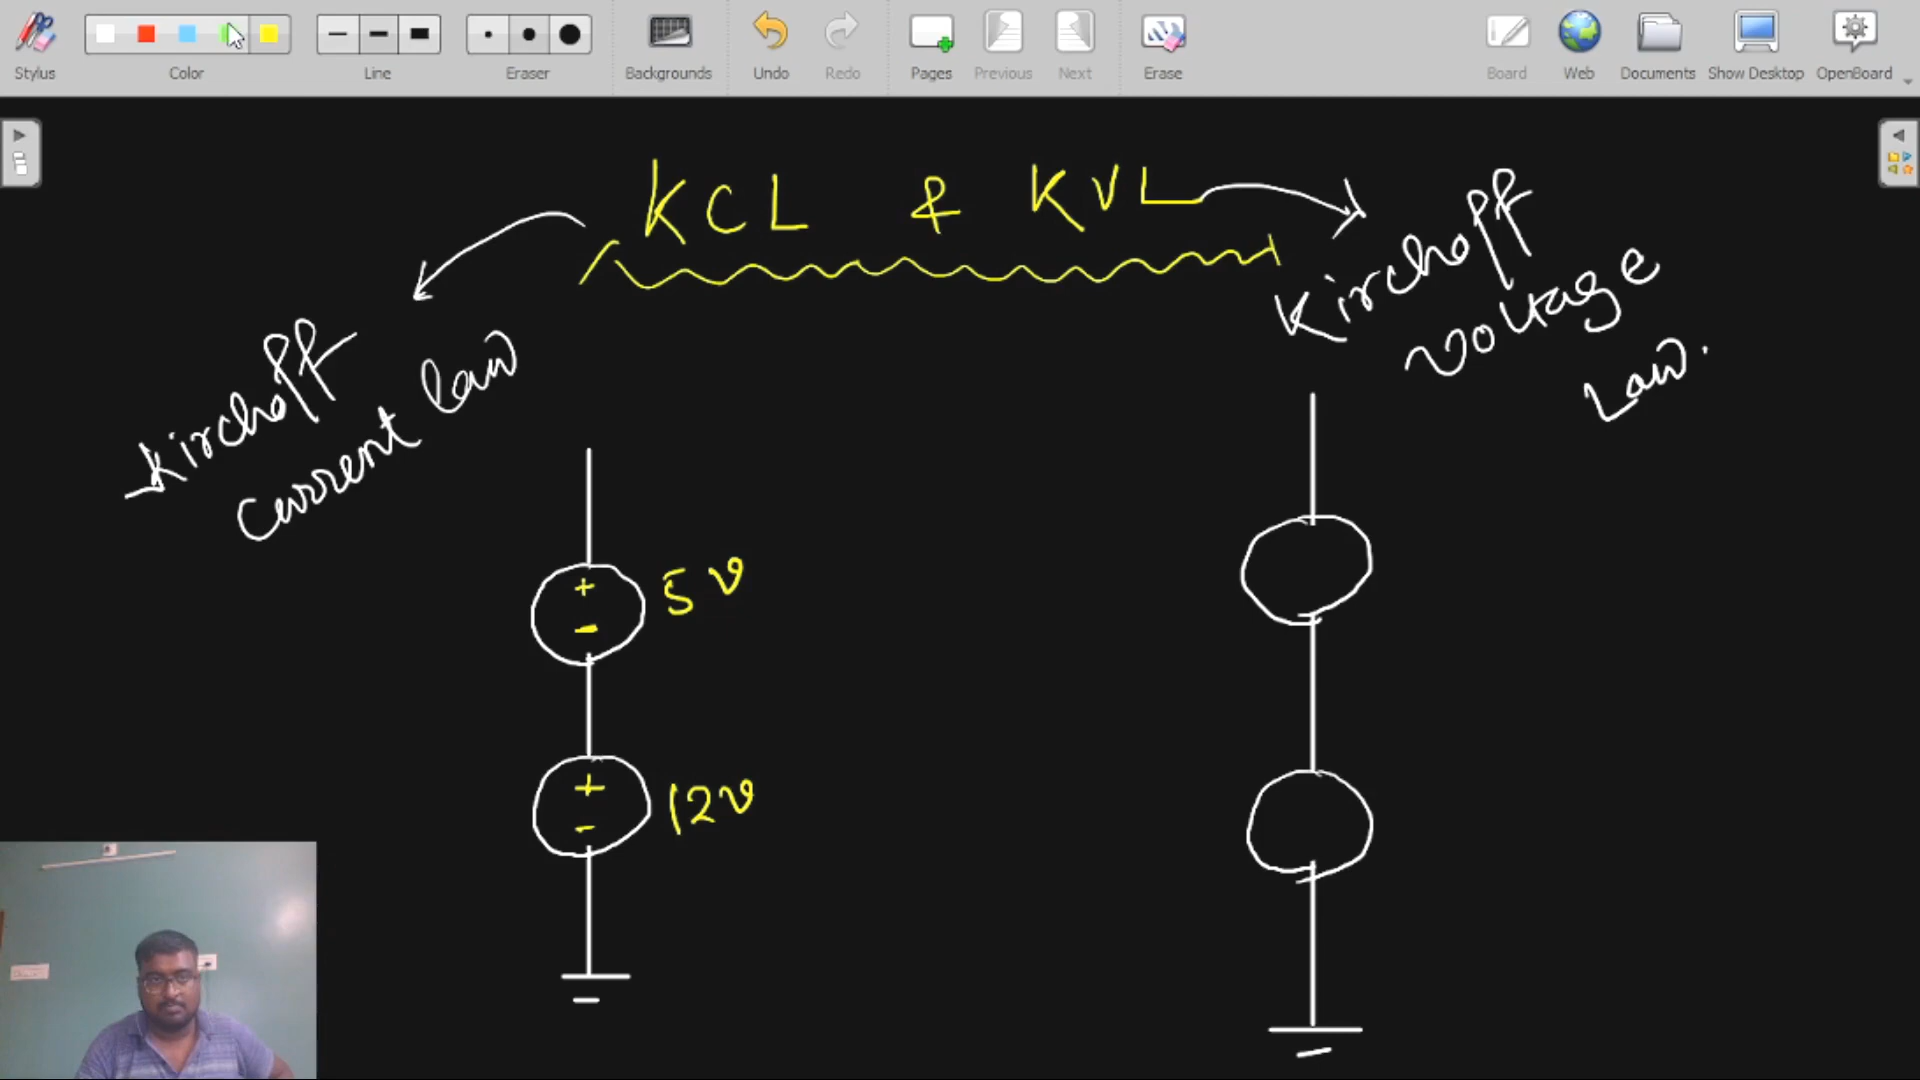 Stylus
Color
Line
Eraser
Backgrounds
Undo
Redo
Pages
Previous
Next
Erase
Board
Web
Documents
Show Desktop
OpenBoard
KCL & KVL
Kirchoff
current law
Kirchoff
Voltage
Law.
+
-
5v
+
-
12v